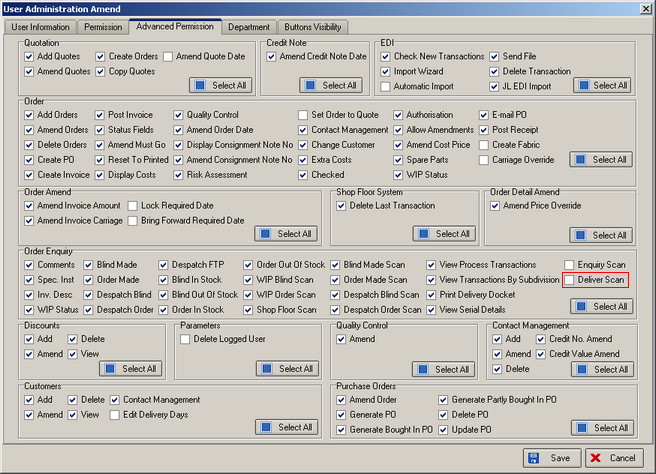 User Administration Amend
User Information Permission Advanced Permission Department Buttons Visibility
Quotation
Add Quotes Create Orders Amend Quote Date
Amend Quotes Copy Quotes
Select All
Credit Note
Amend Credit Note Date
Select All
EDI
Check New Transactions Send File
Import Wizard Delete Transaction
Automatic Import JL EDI Import Select All
Order
Add Orders Post Invoice Quality Control Set Order to Quote Authorisation E-mail PO
Amend Orders Status Fields Amend Order Date Contact Management Allow Amendments Post Receipt
Delete Orders Amend Must Go Display Consignment Note No Change Customer Amend Cost Price Create Fabric
Create PO Reset To Printed Amend Consignment Note No Extra Costs Spare Parts Carriage Override
Create Invoice Display Costs Risk Assessment Checked WIP Status
Select All
Order Amend
Amend Invoice Amount Lock Required Date
Amend Invoice Carriage Bring Forward Required Date
Select All
Shop Floor System
Delete Last Transaction
Select All
Order Detail Amend
Amend Price Override
Select All
Order Enquiry
Comments Blind Made Despatch FTP Order Out Of Stock Blind Made Scan View Process Transactions Enquiry Scan
Spec. Inst Order Made Blind In Stock WIP Blind Scan Order Made Scan View Transactions By Subdivision Deliver Scan
Inv. Desc Despatch Blind Blind Out Of Stock WIP Order Scan Despatch Blind Scan Print Delivery Docket
WIP Status Despatch Order Order In Stock Shop Floor Scan Despatch Order Scan View Serial Details
Select All
Discounts
Add Delete
Amend View
Select All
Parameters
Delete Logged User
Select All
Quality Control
Amend
Select All
Contact Management
Add Credit No. Amend
Amend Credit Value Amend
Delete Select All
Customers
Add Delete Contact Management
Amend View Edit Delivery Days
Select All
Purchase Orders
Amend Order Generate Partly Bought In PO
Generate PO Delete PO
Generate Bought In PO Update PO Select All
Save Cancel